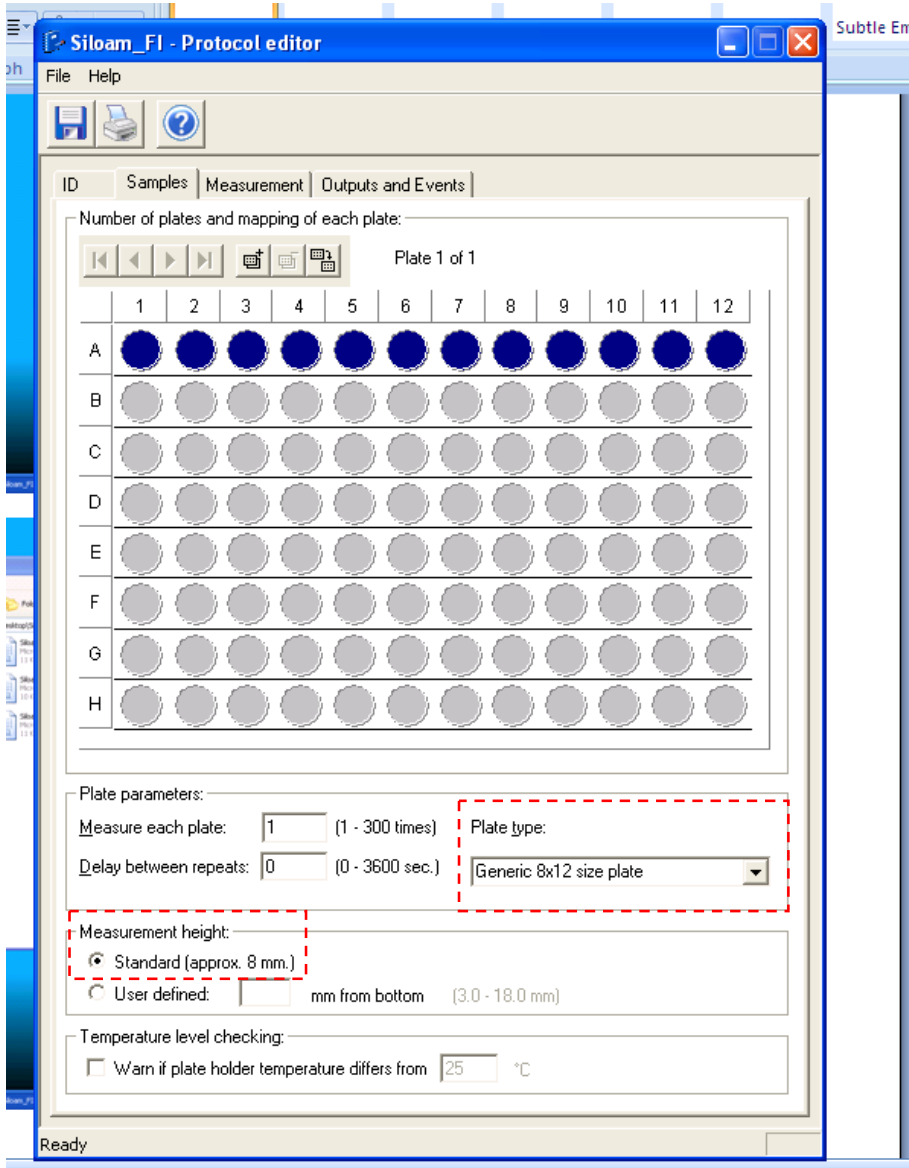 Subtle Em
ph
Siloam_FI - Protocol editor
File Help
ID Samples Measurement Outputs and Events
Number of plates and mapping of each plate:
Plate 1 of 1
1 2 3 4 5 6 7 8 9 10 11 12
A
B
C
D
E
F
G
H
Plate parameters:
Measure each plate: 1 (1 - 300 times) Plate type:
Delay between repeats: 0 (0 - 3600 sec.) Generic 8x12 size plate
Measurement height:
Standard (approx. 8 mm.)
User defined: mm from bottom (3.0 - 18.0 mm)
Temperature level checking:
Warn if plate holder temperature differs from 25 °C
Ready